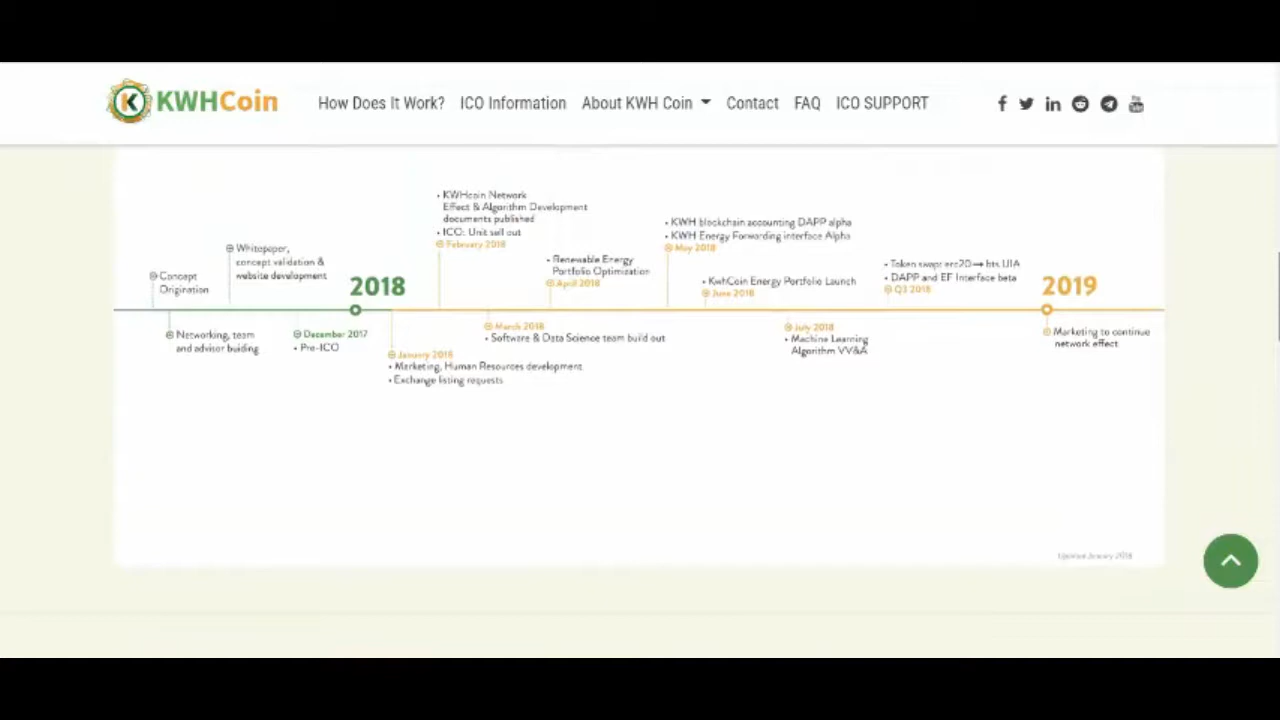 KWHCoin
How Does It Work?
ICO Information
About KWH Coin
Contact
FAQ
ICO SUPPORT
• KWHcoin Network
Effect & Algorithm Development
documents published
• ICO: Unit sell out
February 2018
• KWH blockchain accounting DAPP alpha
• KWH Energy Forwarding interface Alpha
May 2018
Whitepaper,
concept validation &
website development
• Renewable Energy
Portfolio Optimization
April 2018
• Token swap: erc20→ bts UIA
• DAPP and EF Interface beta
Q3 2018
Concept
Origination
2018
• KwhCoin Energy Portfolio Launch
June 2018
2019
Networking, team
and advisor buiding
December 2017
• Pre-ICO
March 2018
• Software & Data Science team build out
July 2018
• Machine Learning
Algorithm VV&A
Marketing to continue
network effect
January 2018
• Marketing, Human Resources development
• Exchange listing requests
Updated January 2018